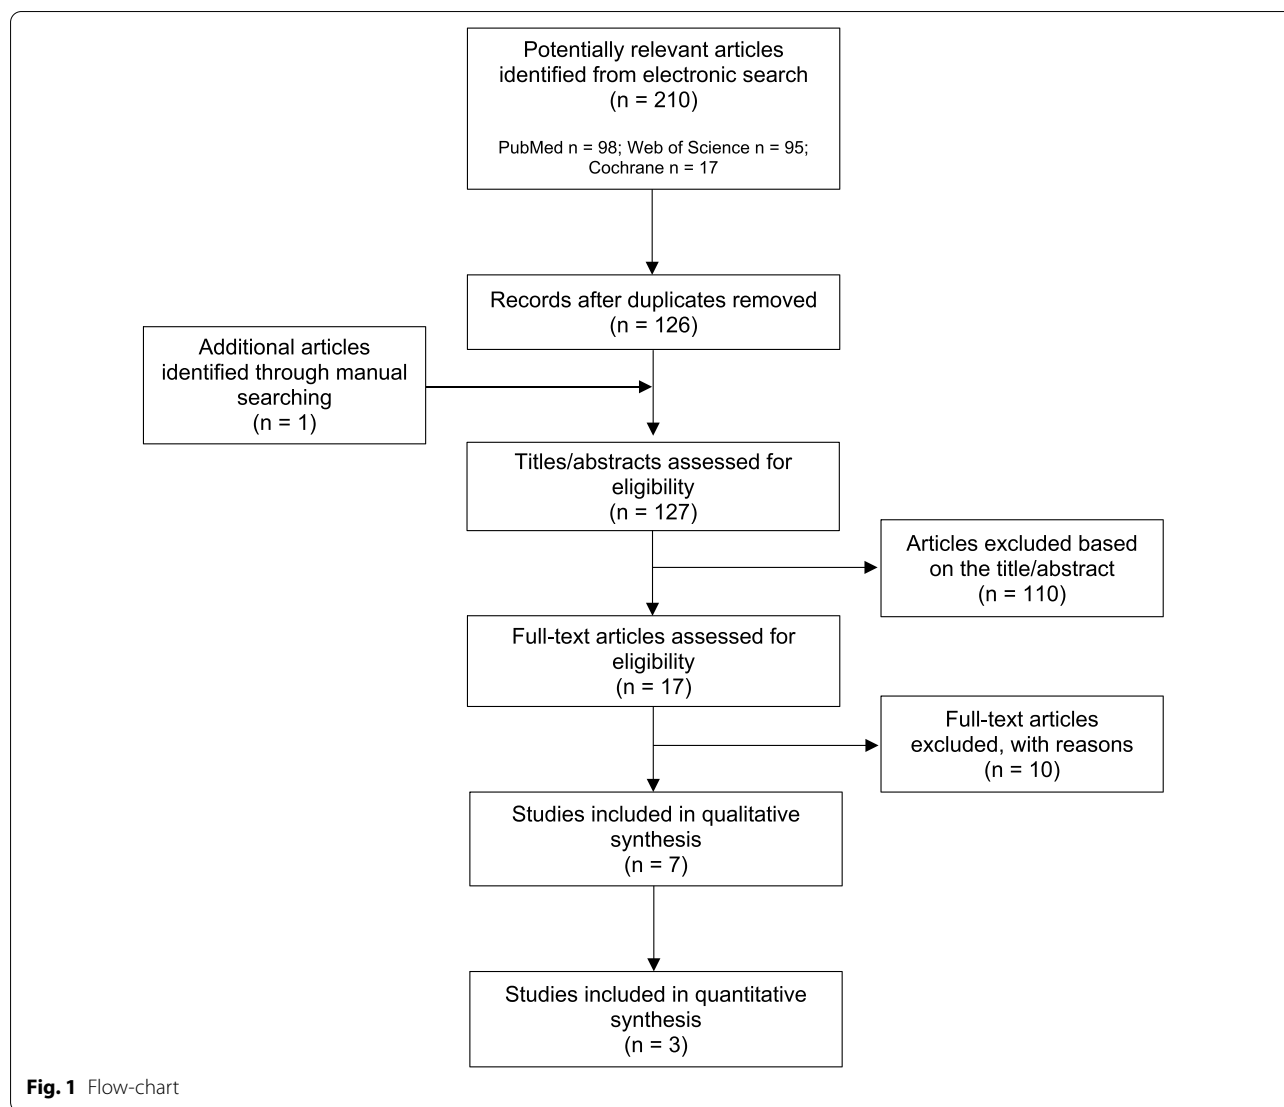 Potentially relevant articles
identified from electronic search
(n = 210)
PubMed n = 98; Web of Science n = 95;
Cochrane n = 17
Records after duplicates removed
(n = 126)
Additional articles
identified through manual
searching
(n = 1)
Titles/abstracts assessed for
eligibility
(n = 127)
Articles excluded based
on the title/abstract
(n = 110)
Full-text articles assessed for
eligibility
(n = 17)
Full-text articles
excluded, with reasons
(n = 10)
Studies included in qualitative
synthesis
(n = 7)
Studies included in quantitative
synthesis
(n = 3)
Fig. 1 Flow-chart